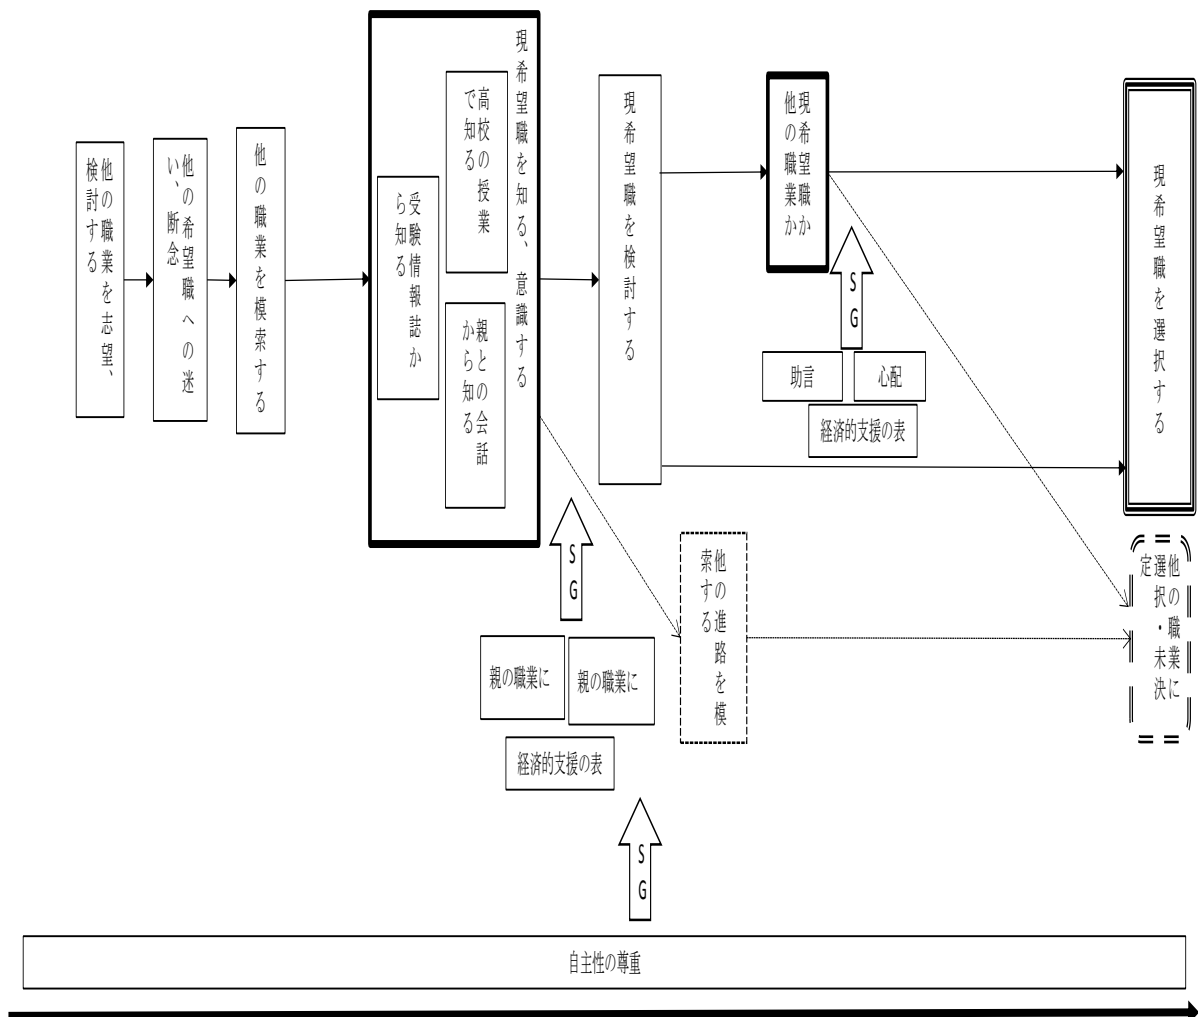 他の職業を志望、
検討する
他の希望職への迷
い、断念
他の職業を模索する
現希望職を知る、意識する
高校の授業
で知る
受験情報誌か
ら知る
親との会話
から知る
現希望職を検討する
現希望職か
他の職業か
SG
助言
心配
経済的支援の表
現希望職を選択する
SG
親の職業に
親の職業に
経済的支援の表
他の進路を模
索する
他の職業に
選択・未決
定
SG
自主性の尊重